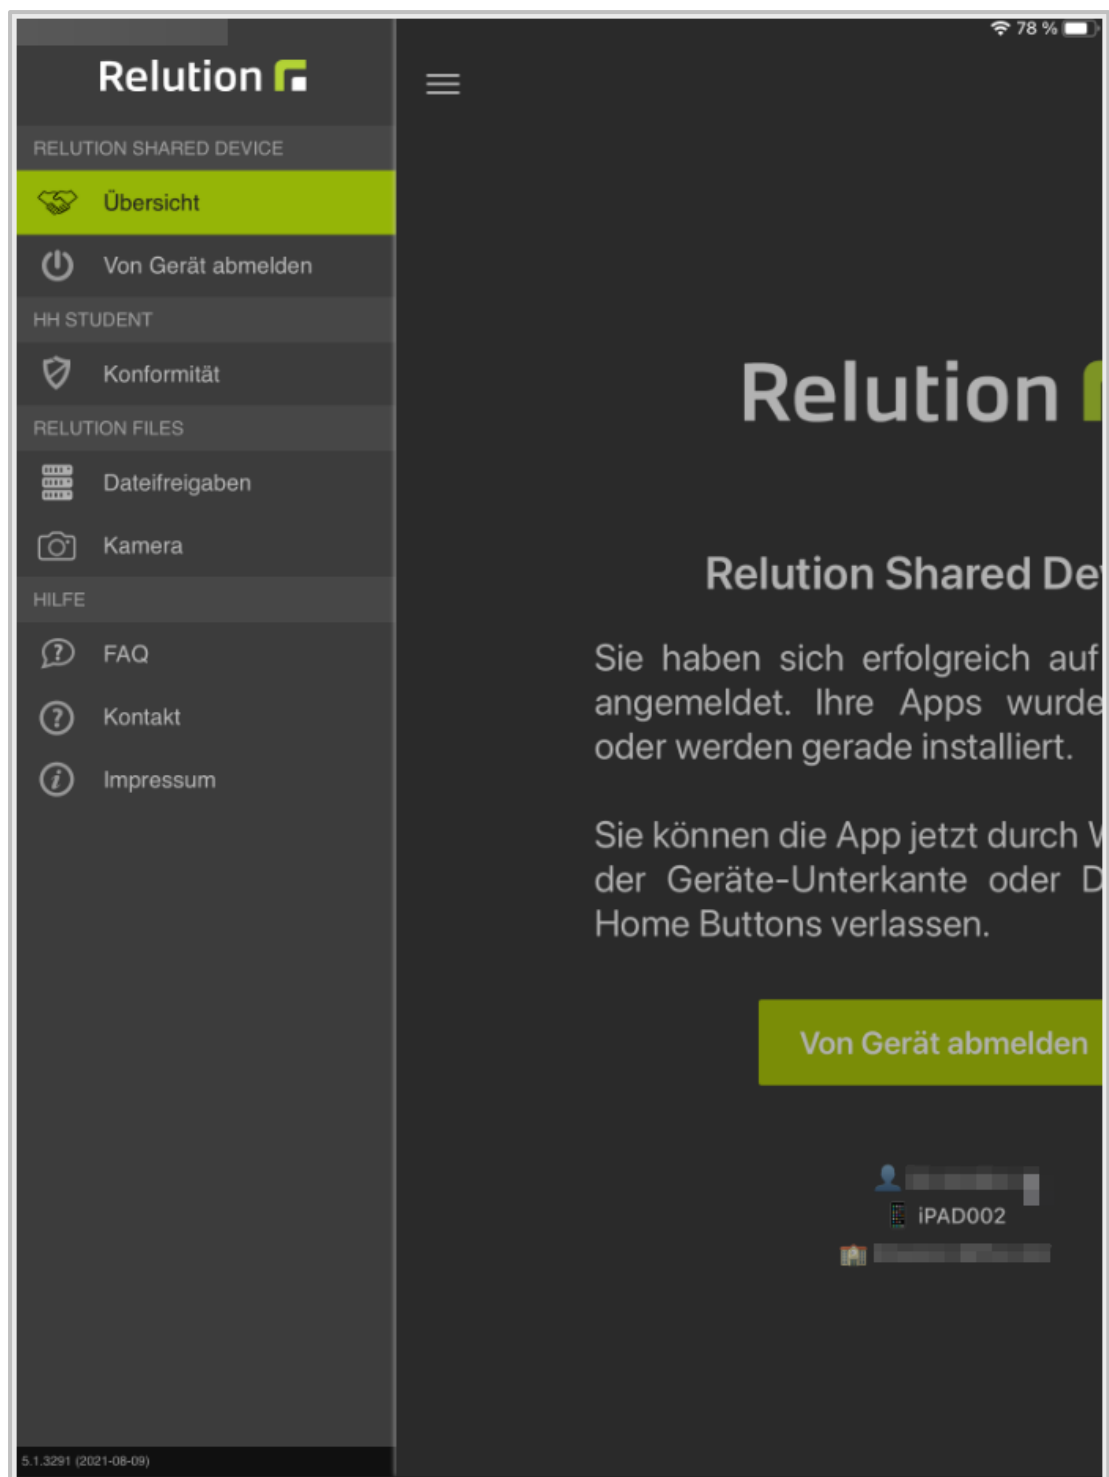 78 %
Relution
RELUTION SHARED DEVICE
Übersicht
Von Gerät abmelden
HH STUDENT
Konformität
RELUTION FILES
Dateifreigaben
Kamera
HILFE
FAQ
Kontakt
Impressum
5.1.3291 (2021-08-09)
Relution
Relution Shared De
Sie haben sich erfolgreich auf
angemeldet. Ihre Apps wurde
oder werden gerade installiert.
Sie können die App jetzt durch W
der Geräte-Unterkante oder D
Home Buttons verlassen.
Von Gerät abmelden
iPAD002